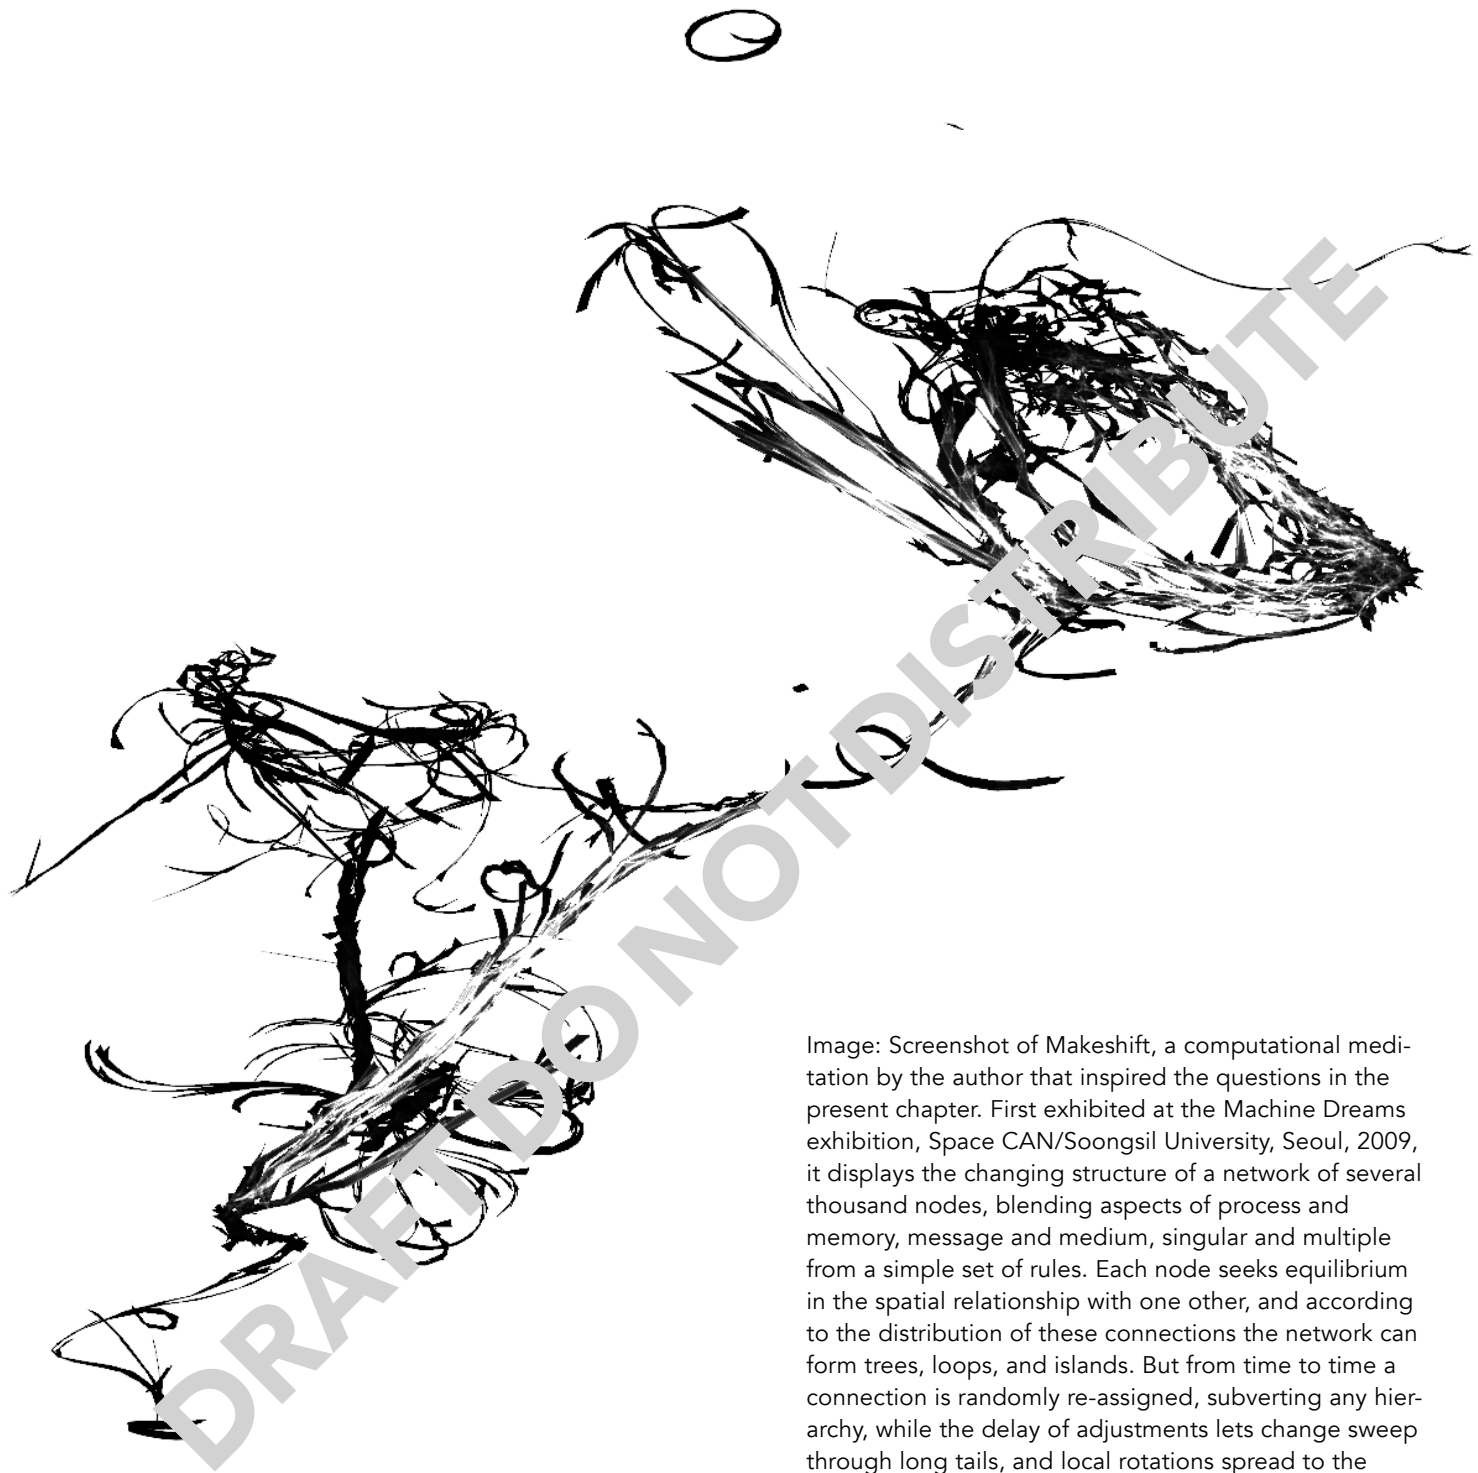 DRAFT DO NOT DISTRIBUTE
Image: Screenshot of Makeshift, a computational medi-
tation by the author that inspired the questions in the
present chapter. First exhibited at the Machine Dreams
exhibition, Space CAN/Soongsil University, Seoul, 2009,
it displays the changing structure of a network of several
thousand nodes, blending aspects of process and
memory, message and medium, singular and multiple
from a simple set of rules. Each node seeks equilibrium
in the spatial relationship with one other, and according
to the distribution of these connections the network can
form trees, loops, and islands. But from time to time a
connection is randomly re-assigned, subverting any hier-
archy, while the delay of adjustments lets change sweep
through long tails, and local rotations spread to the